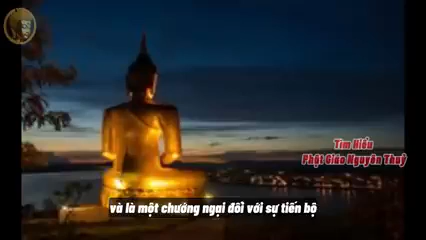 Tìm Hiểu
Phật Giáo Nguyên Thuỷ
và là một chướng ngại đối với sự tiến bộ